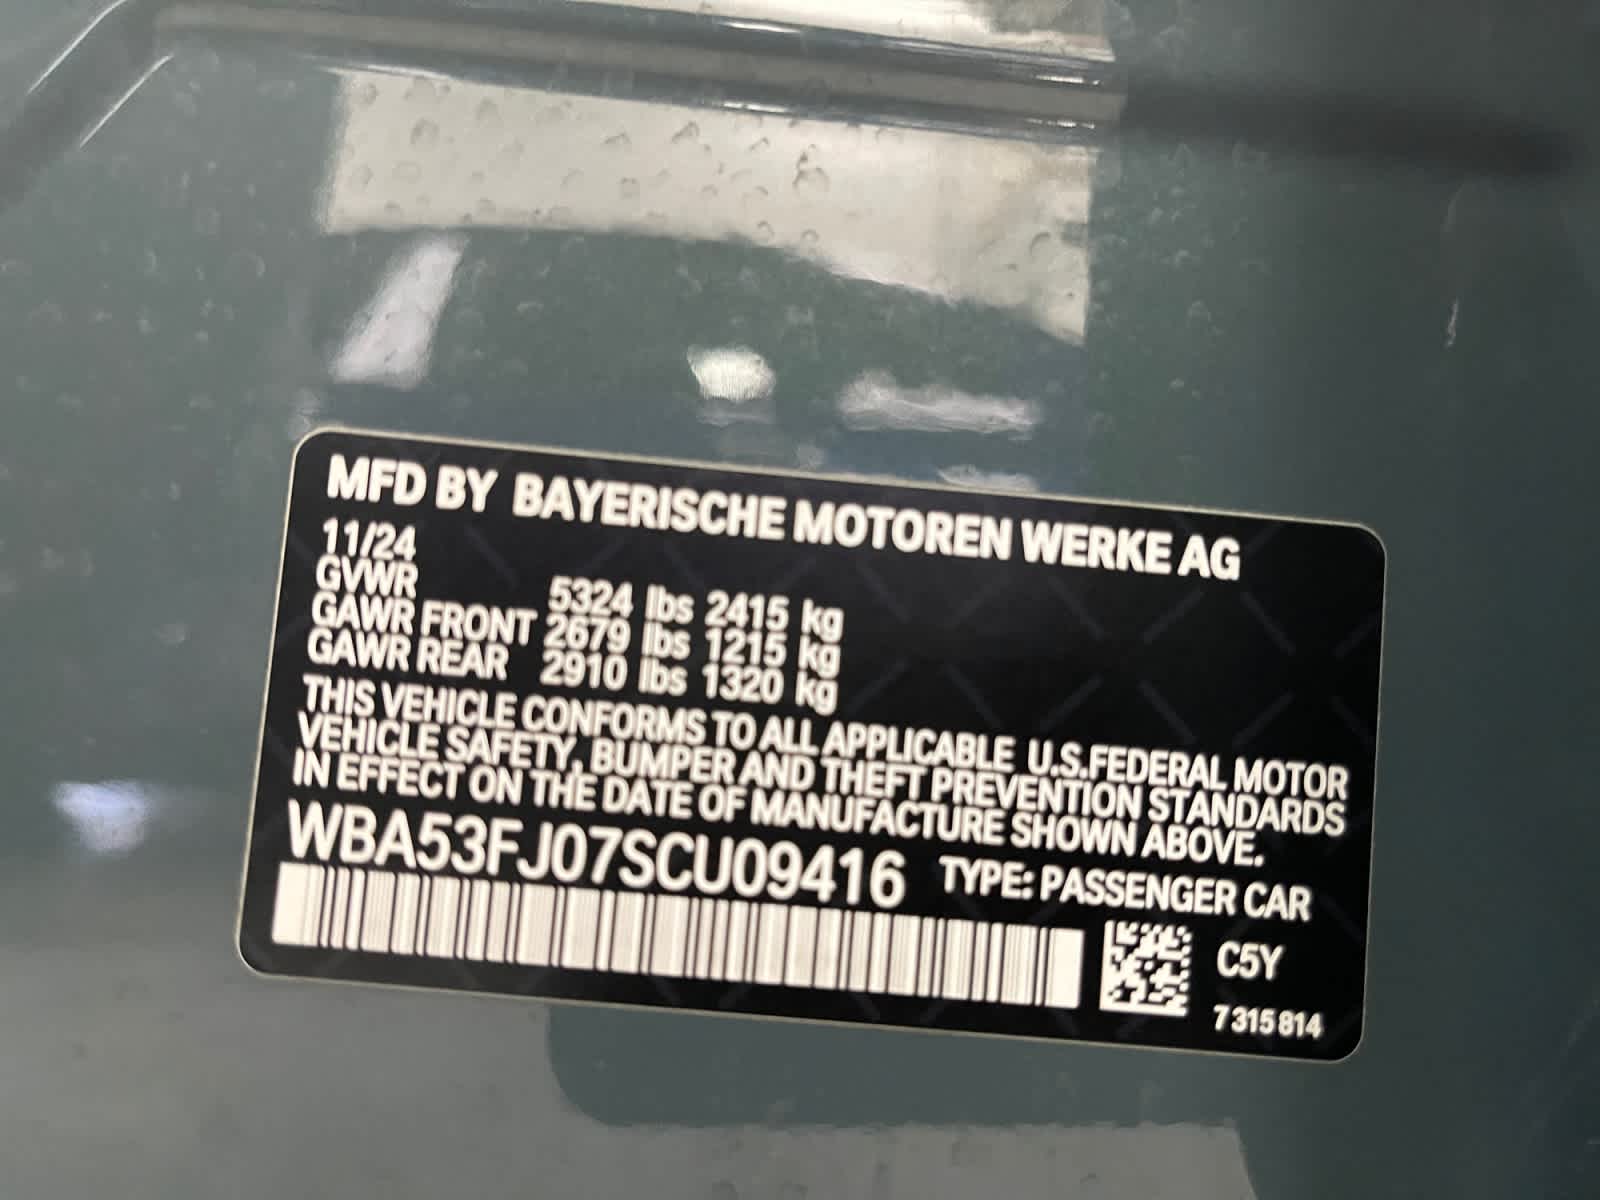 MFD BY BAYERISCHE MOTOREN WERKE AG
11/24
GVWR 5324 lbs 2415 kg
GAWR FRONT 2679 lbs 1215 kg
GAWR REAR 2910 lbs 1320 kg
THIS VEHICLE CONFORMS TO ALL APPLICABLE U.S.FEDERAL MOTOR
VEHICLE SAFETY, BUMPER AND THEFT PREVENTION STANDARDS
IN EFFECT ON THE DATE OF MANUFACTURE SHOWN ABOVE.
WBA53FJ07SCU09416 TYPE: PASSENGER CAR
C5Y
7 315 814